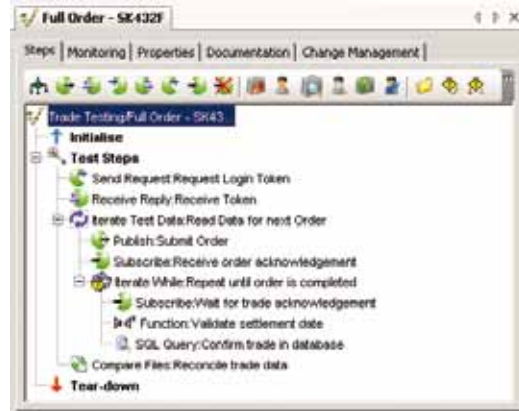 Full Order - SK432F
Steps Monitoring Properties Documentation Change Management
Trade Testing/Full Order - SK43
Initialise
Test Steps
Send Request:Request Login Token
Receive Reply:Receive Token
Iterate Test Data:Read Data for next Order
Publish:Submit Order
Subscribe:Receive order acknowledgement
Iterate While:Repeat until order is completed
Subscribe:Wait for trade acknowledgement
Function:Validate settlement date
SQL Query:Confirm trade in database
Compare Files:Reconcile trade data
Tear-down